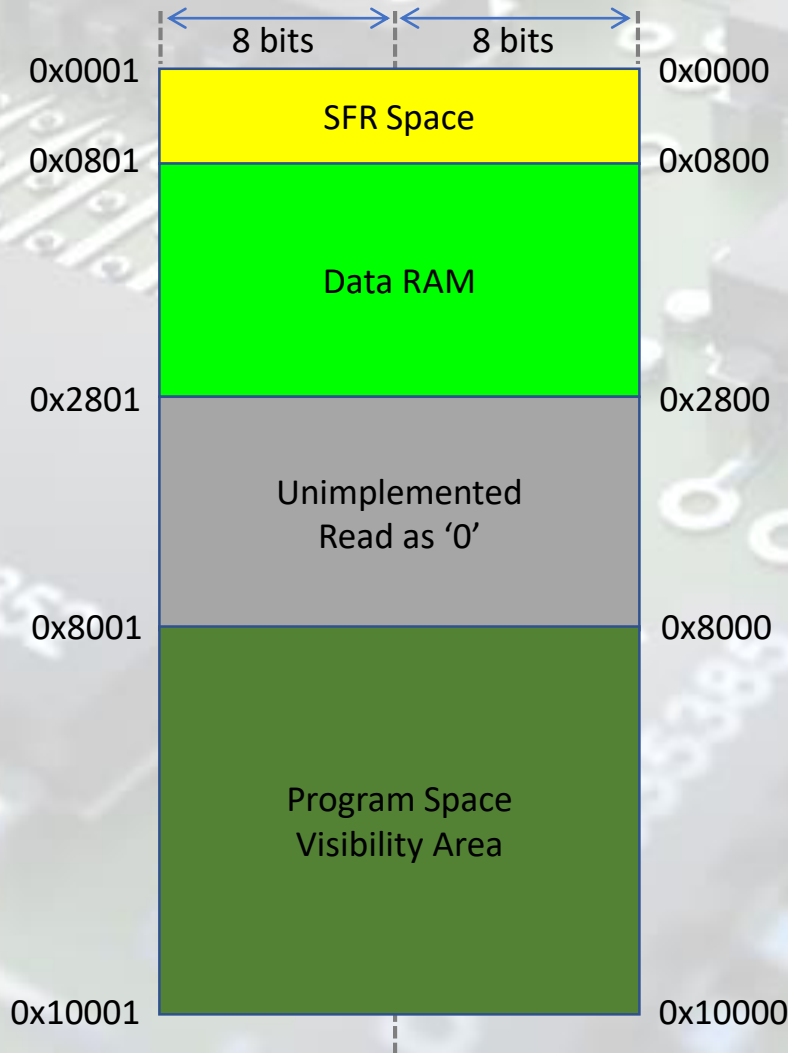 8 bits 8 bits
0x0001 0x0000
SFR Space
0x0801 0x0800
Data RAM
0x2801 0x2800
Unimplemented
Read as ‘0’
0x8001 0x8000
Program Space
Visibility Area
0x10001 0x10000